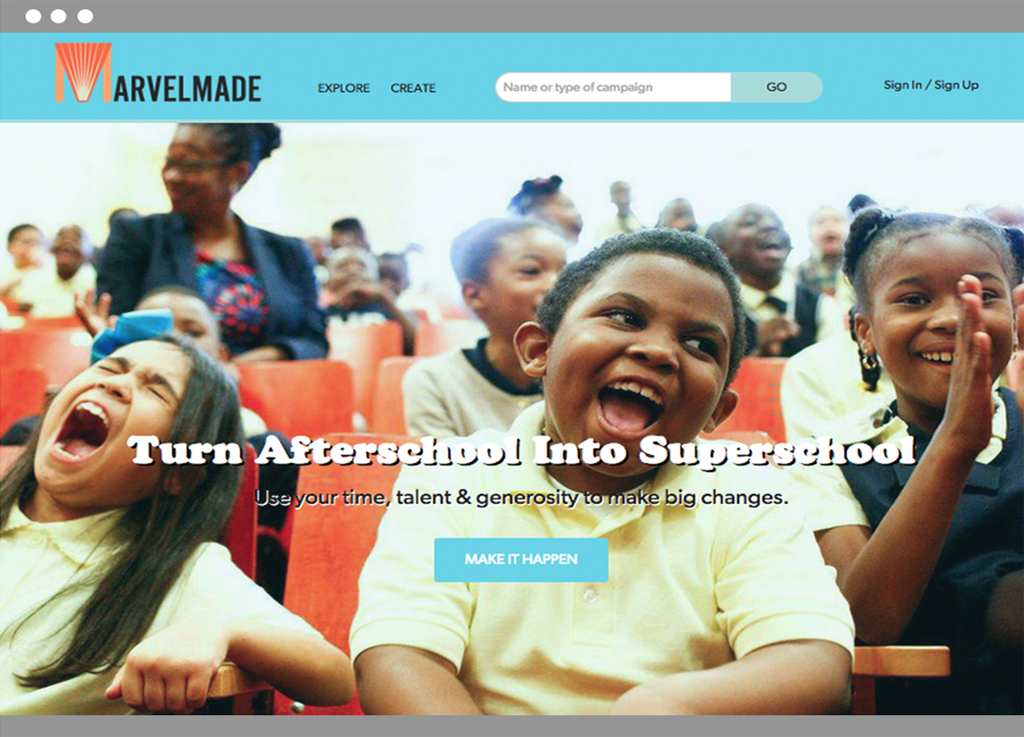 MARVELMADE
EXPLORE CREATE
Name or type of campaign GO
Sign In / Sign Up
Turn Afterschool Into Superschool
Use your time, talent & generosity to make big changes.
MAKE IT HAPPEN